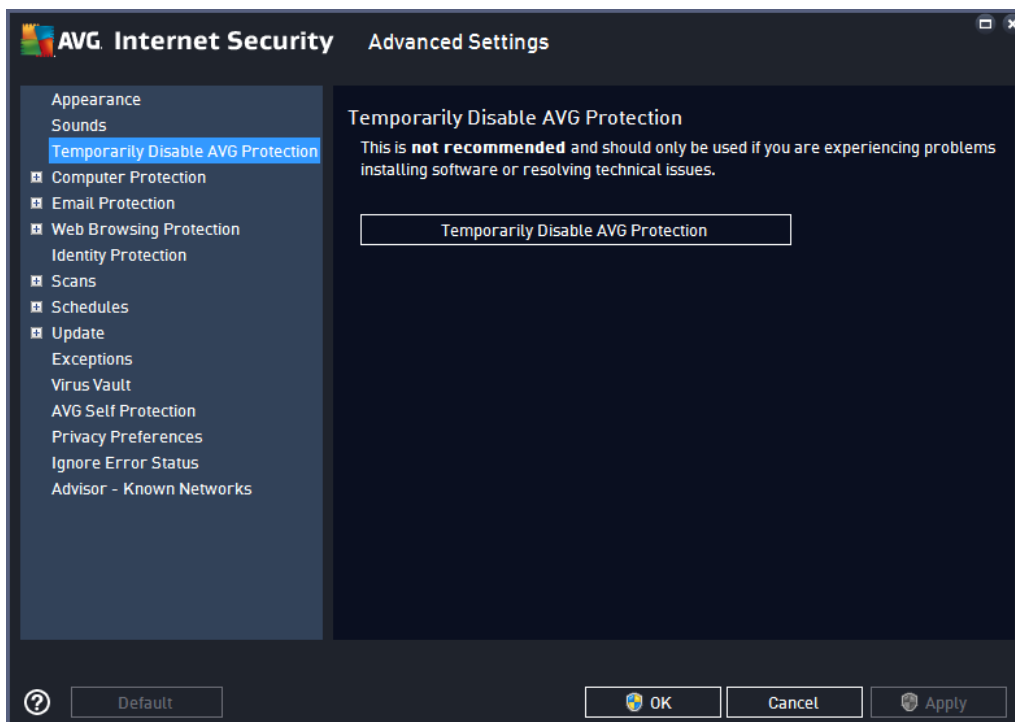 AVG. Internet Security Advanced Settings
Appearance
Sounds
Temporarily Disable AVG Protection
Computer Protection
Email Protection
Web Browsing Protection
Identity Protection
Scans
Schedules
Update
Exceptions
Virus Vault
AVG Self Protection
Privacy Preferences
Ignore Error Status
Advisor - Known Networks
Temporarily Disable AVG Protection
This is not recommended and should only be used if you are experiencing problems
installing software or resolving technical issues.
Temporarily Disable AVG Protection
Default
OK
Cancel
Apply